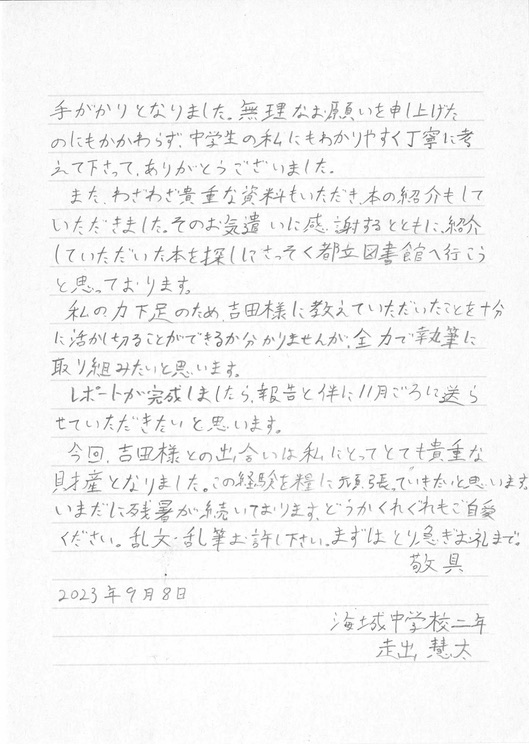 手がかりとなりました。無理なお願いを申し上げた
のにもかかわらず、中学生の私にもわかりやすく丁寧に考
えて下さって、ありがとうございました。
また、わざわざ貴重な資料もいただき、本の紹介もして
いただきました。そのお気遣いに感謝するとともに、紹介
していただいた本を探しにさっそく都立図書館へ行こう
と思っております。
私の力不足のため、吉田様に教えていただいたことを十分
に活かし切ることができるか分かりませんが、全力で執筆に
取り組みたいと思います。
レポートが完成しましたら、報告と伴に11月ごろに送ら
せていただきたいと思います。
今回、吉田様との出会いは私にとってとても貴重な
財産となりました。この経験を糧に頑張っていきたいと思います。
いまだに残暑が続いております、どうかくれぐれもご自愛
ください。乱文・乱筆お許し下さい。まずはとり急ぎお礼まで。
敬具
2023年9月8日
海城中学校二年
走出 慧太